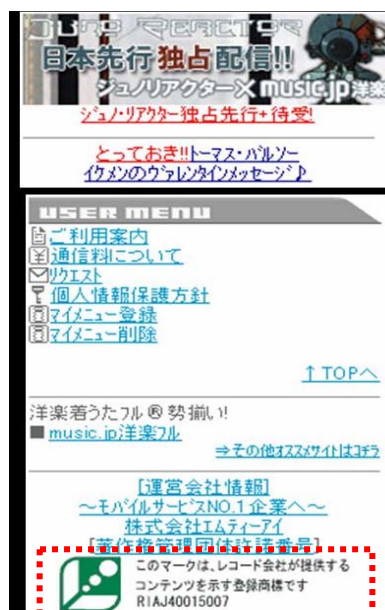 JUNO REACTOR
日本先行独占配信!!
ジュノリアクター×music.jp洋楽
ジュノ・リアクター独占先行+待受!
とっておき!!トーマス・バルソー
イケメンのヴァレンタインメッセージ♪
USER MENU
ご利用案内
¥通信料について
リクエスト
個人情報保護方針
マイメニュー登録
マイメニュー削除
↑TOPへ
洋楽着うたフル®勢揃い!
■music.jp洋楽フル
⇒その他オススメサイトはコチラ
[運営会社情報]
~モバイルサービスNO.1企業へ~
株式会社エムティーアイ
[著作権管理団体許諾番号]
このマークは、レコード会社が提供する
コンテンツを示す登録商標です
RIAJ40015007